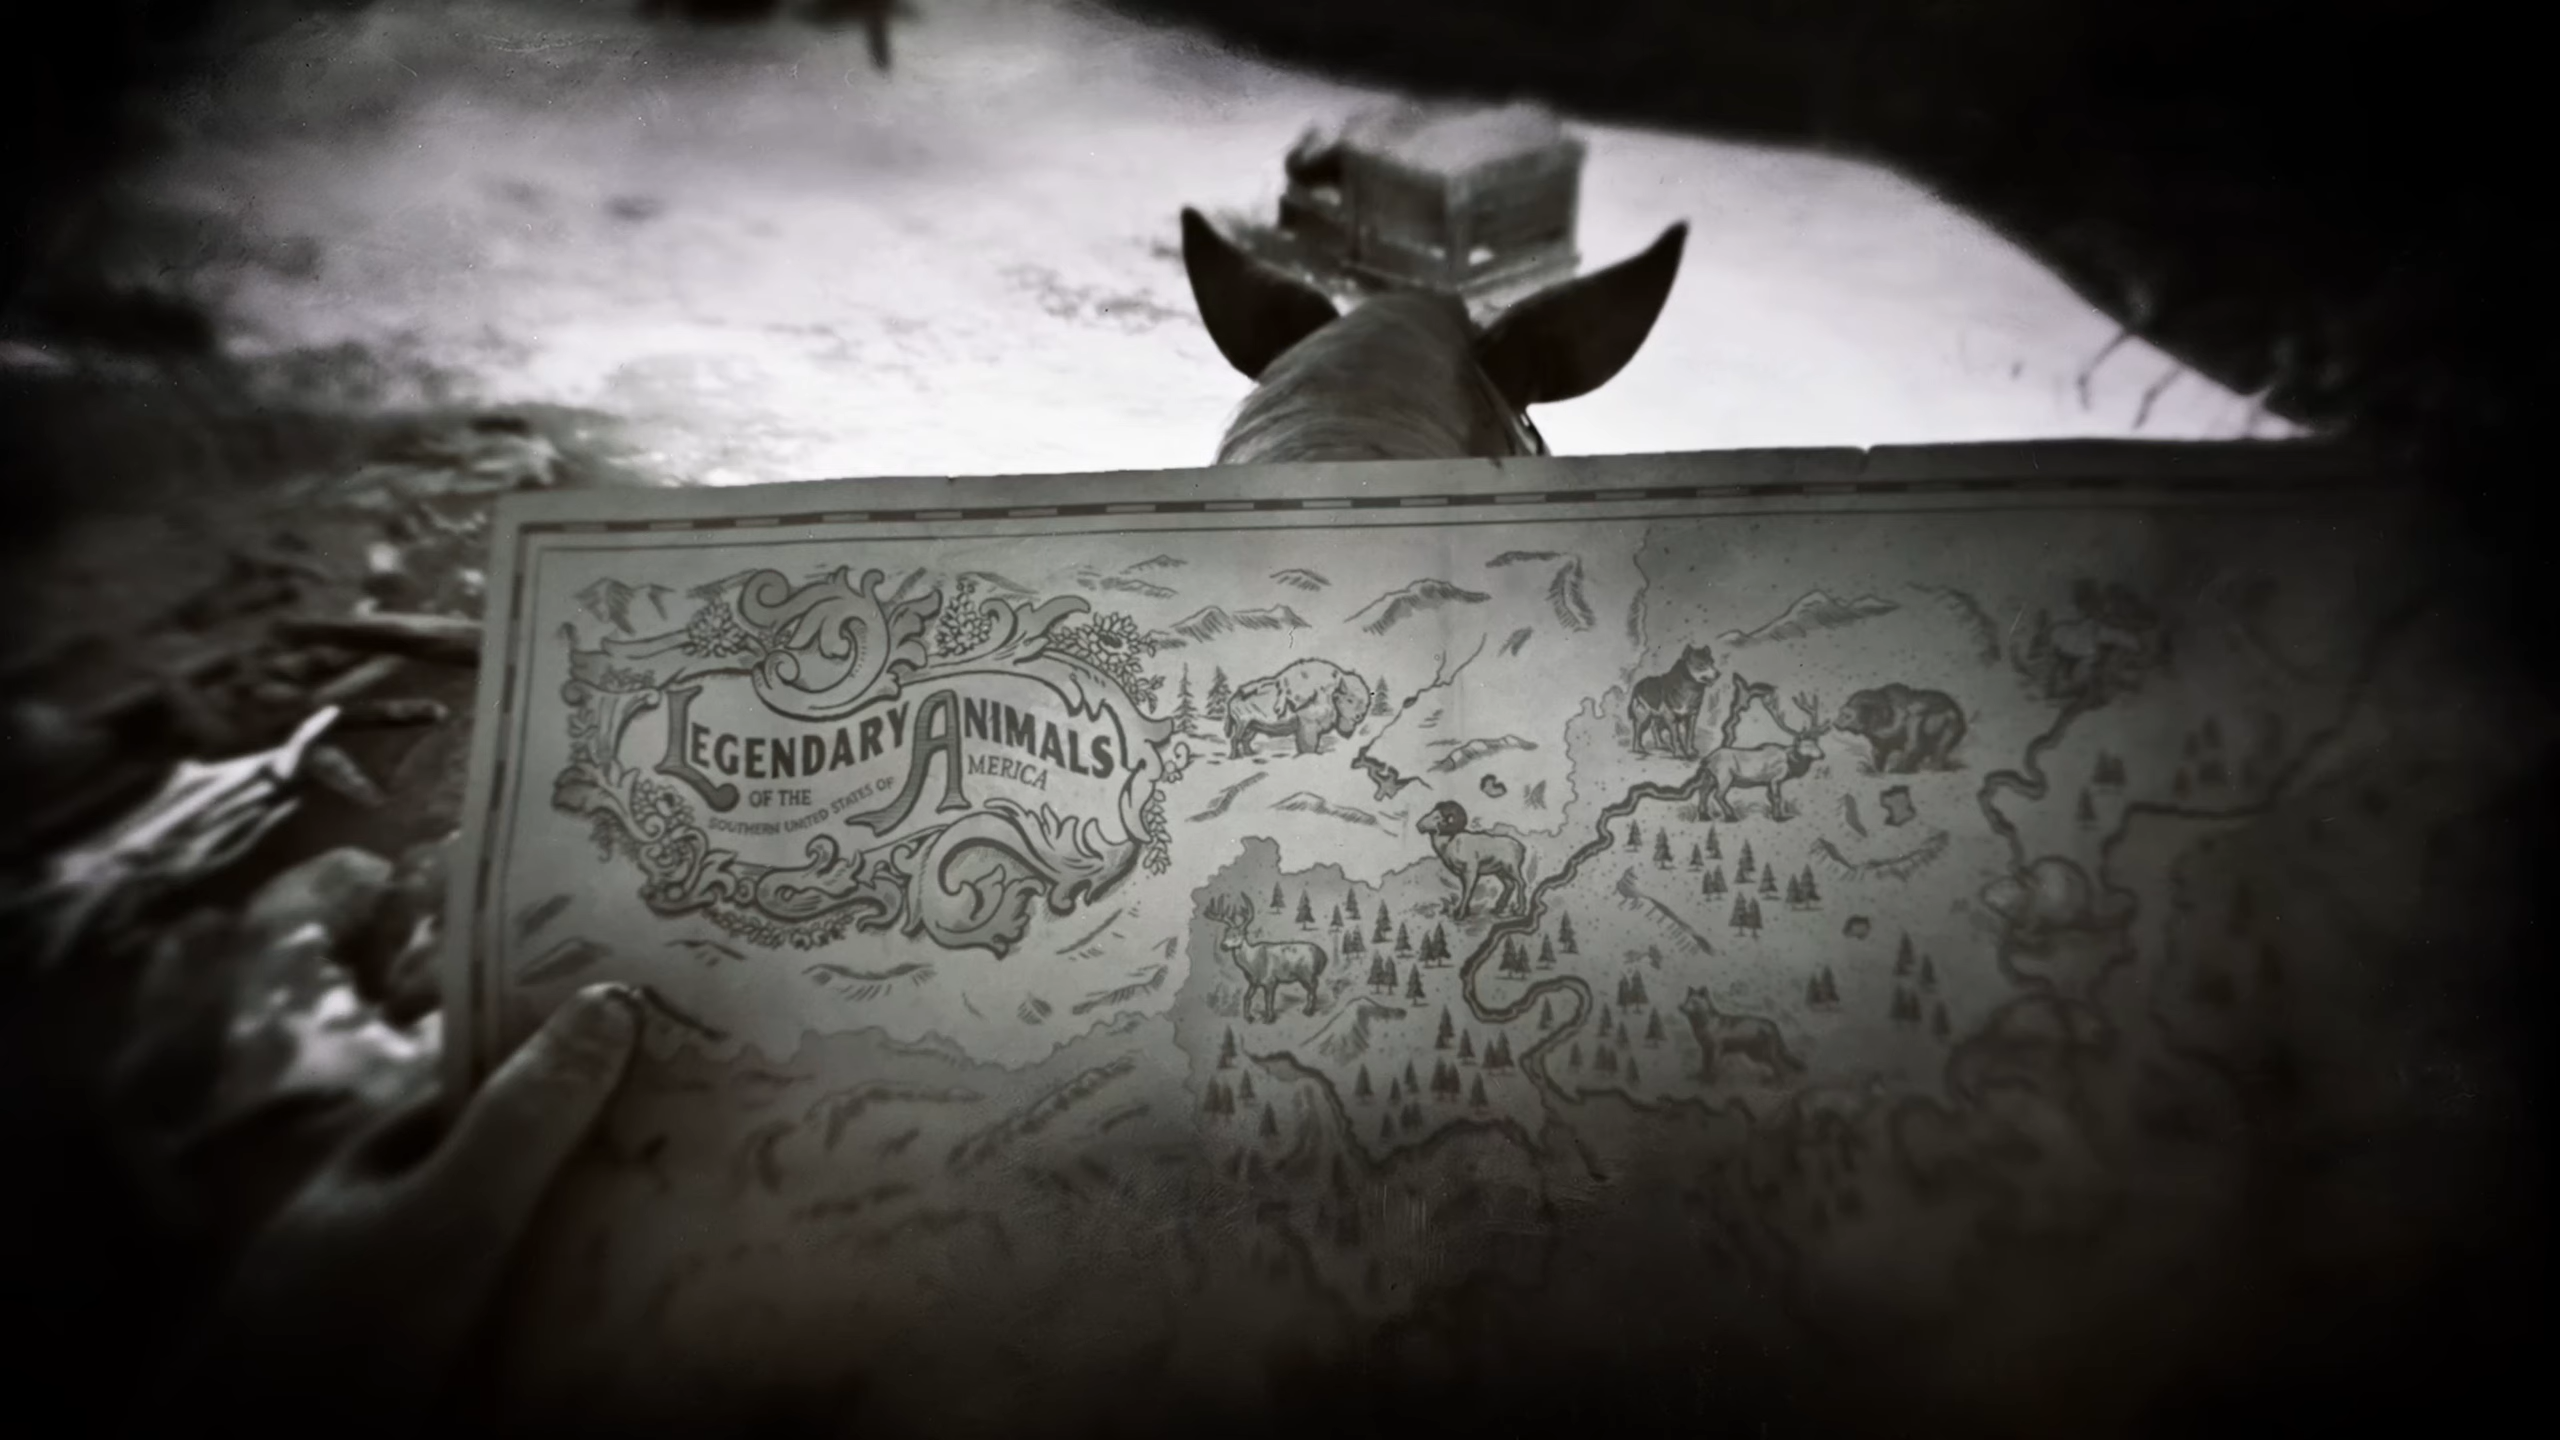 LEGENDARY ANIMALS
OF THE
SOUTHERN UNITED STATES OF
AMERICA